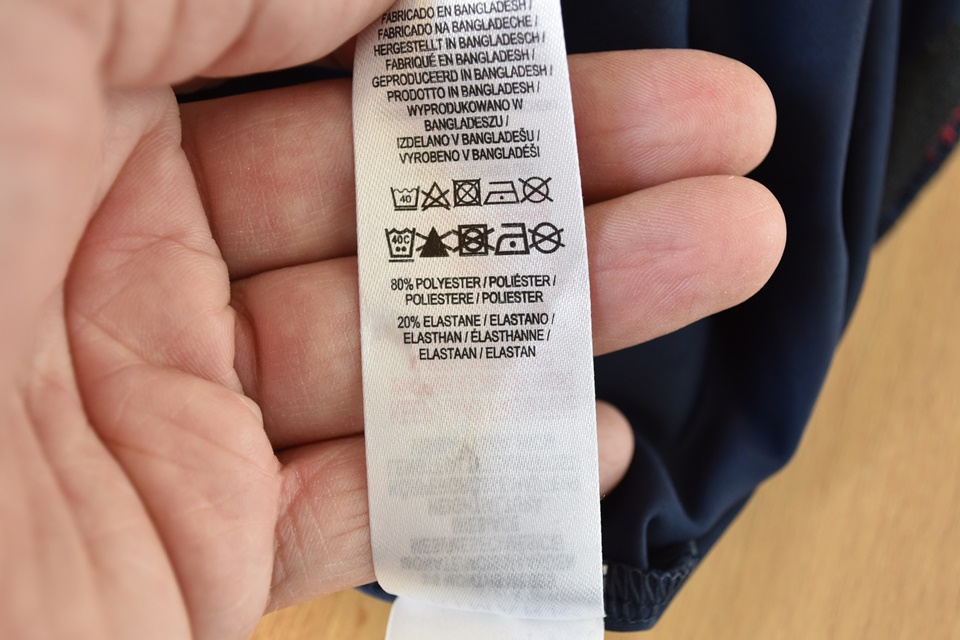 FABRICADO EN BANGLADESH /
FABRICADO NA BANGLADECHE /
HERGESTELLT IN BANGLADESCH /
FABRIQUÉ EN BANGLADESH /
GEPRODUCEERD IN BANGLADESH /
PRODOTTO IN BANGLADESH /
WYPRODUKOWANO W
BANGLADESZU /
IZDELANO V BANGLADEŠU /
VYROBENO V BANGLADÉŠI
40
40C
80% POLYESTER / POLIÉSTER /
POLIESTERE / POLIESTER
20% ELASTANE / ELASTANO /
ELASTHAN / ÉLASTHANNE /
ELASTAAN / ELASTAN